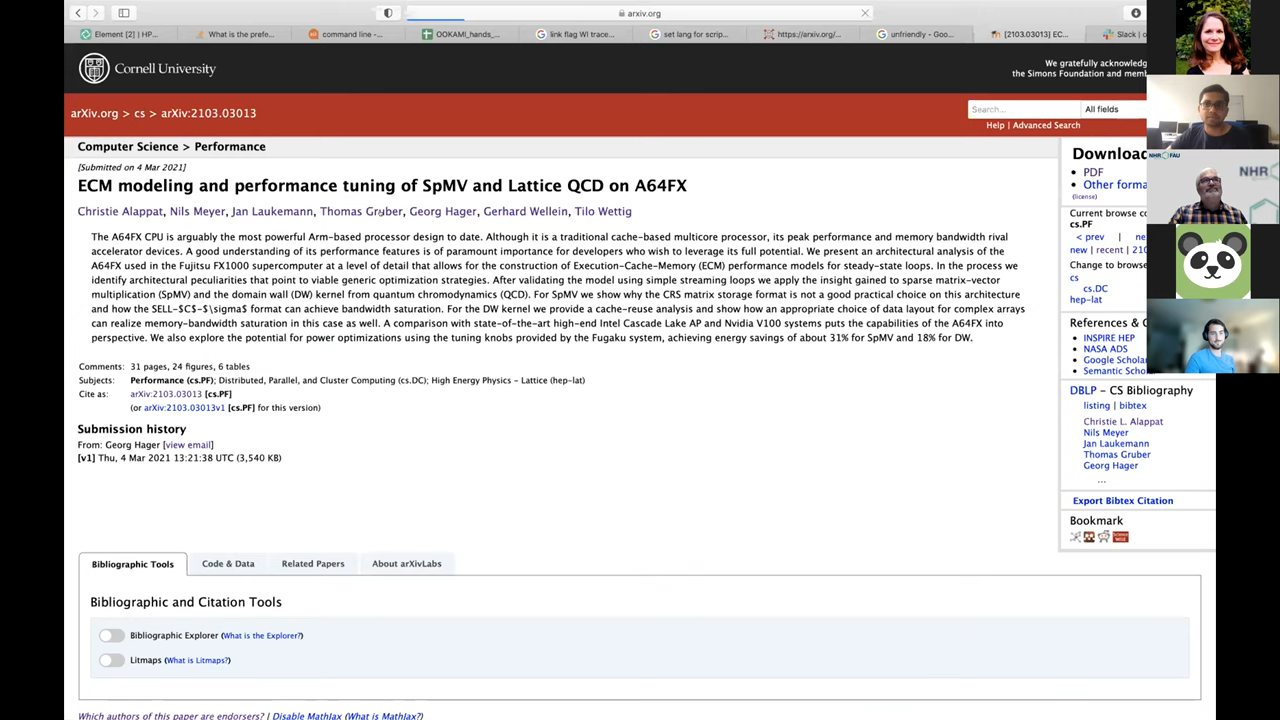 arxiv.org
Element [2] | HP...
What is the prefe...
command line -...
OOKAMI_hands_...
link flag WI trace...
set lang for scrip...
https://arxiv.org/...
unfriendly - Goo...
[2103.03013] EC...
Slack | o
Cornell University
We gratefully acknowledg
the Simons Foundation and memb
arXiv.org > cs > arXiv:2103.03013
Search...
All fields
Help | Advanced Search
Computer Science > Performance
[Submitted on 4 Mar 2021]
ECM modeling and performance tuning of SpMV and Lattice QCD on A64FX
Christie Alappat, Nils Meyer, Jan Laukemann, Thomas Gruber, Georg Hager, Gerhard Wellein, Tilo Wettig
The A64FX CPU is arguably the most powerful Arm-based processor design to date. Although it is a traditional cache-based multicore processor, its peak performance and memory bandwidth rival
accelerator devices. A good understanding of its performance features is of paramount importance for developers who wish to leverage its full potential. We present an architectural analysis of the
A64FX used in the Fujitsu FX1000 supercomputer at a level of detail that allows for the construction of Execution-Cache-Memory (ECM) performance models for steady-state loops. In the process we
identify architectural peculiarities that point to viable generic optimization strategies. After validating the model using simple streaming loops we apply the insight gained to sparse matrix-vector
multiplication (SpMV) and the domain wall (DW) kernel from quantum chromodynamics (QCD). For SpMV we show why the CRS matrix storage format is not a good practical choice on this architecture
and how the SELL-$C$-$\sigma$ format can achieve bandwidth saturation. For the DW kernel we provide a cache-reuse analysis and show how an appropriate choice of data layout for complex arrays
can realize memory-bandwidth saturation in this case as well. A comparison with state-of-the-art high-end Intel Cascade Lake AP and Nvidia V100 systems puts the capabilities of the A64FX into
perspective. We also explore the potential for power optimizations using the tuning knobs provided by the Fugaku system, achieving energy savings of about 31% for SpMV and 18% for DW.
Comments: 31 pages, 24 figures, 6 tables
Subjects: Performance (cs.PF); Distributed, Parallel, and Cluster Computing (cs.DC); High Energy Physics – Lattice (hep-lat)
Cite as: arXiv:2103.03013 [cs.PF]
(or arXiv:2103.03013v1 [cs.PF] for this version)
Submission history
From: Georg Hager [view email]
[v1] Thu, 4 Mar 2021 13:21:38 UTC (3,540 KB)
Downloa
PDF
Other forma
(license)
Current browse co
cs.PF
< prev | ne
new | recent | 210
Change to browse
cs
cs.DC
hep-lat
References & C
INSPIRE HEP
NASA ADS
Google Schola
Semantic Scho
DBLP – CS Bibliography
listing | bibtex
Christie L. Alappat
Nils Meyer
Jan Laukemann
Thomas Gruber
Georg Hager
...
Export Bibtex Citation
Bookmark
Bibliographic Tools
Code & Data
Related Papers
About arXivLabs
Bibliographic and Citation Tools
Bibliographic Explorer (What is the Explorer?)
Litmaps (What is Litmaps?)
Which authors of this paper are endorsers? | Disable MathJax (What is MathJax?)
NHR FAU
NHR